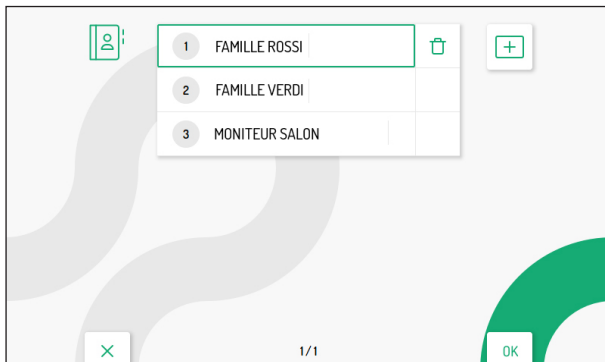 1 FAMILLE ROSSI
2 FAMILLE VERDI
3 MONITEUR SALON
1/1
OK